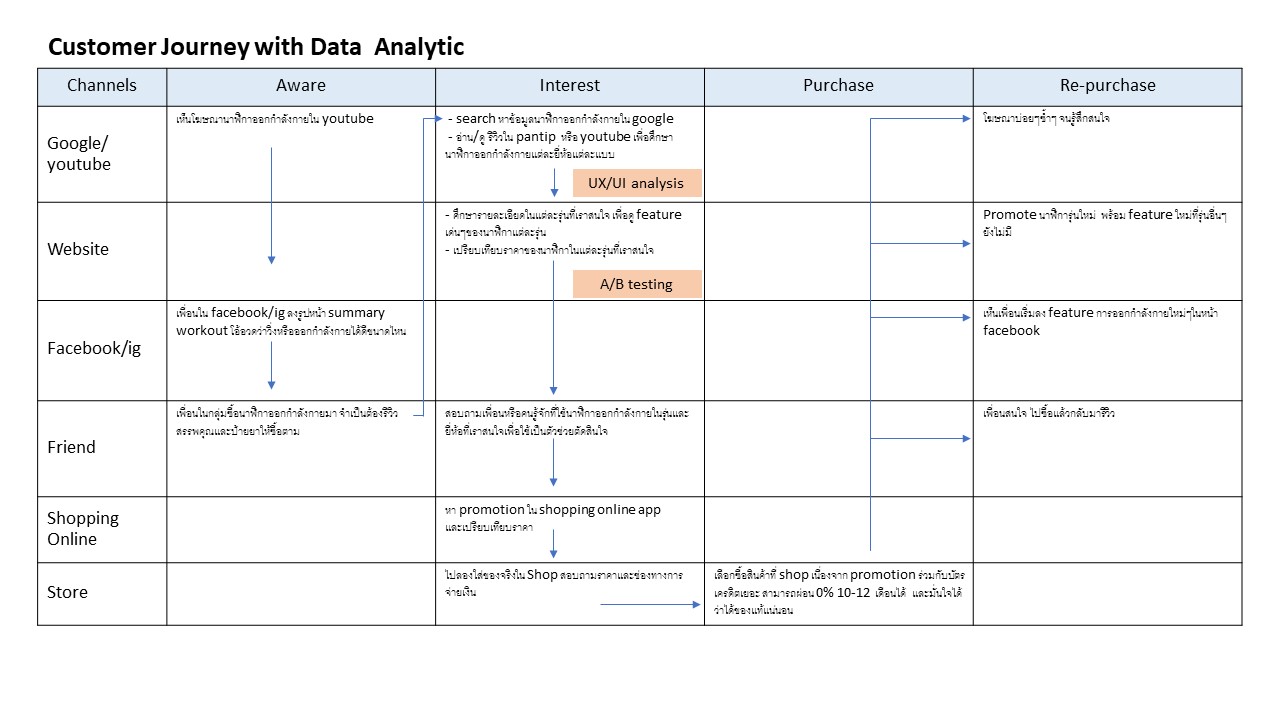 Customer Journey with Data Analytic
Channels
Aware
Interest
Purchase
Re-purchase
Google/
youtube
เห็นโฆษณานาฬิกาออกกำลังกายใน youtube
- search หาข้อมูลนาฬิกาออกกำลังกายใน google
- อ่าน/ดู รีวิวใน pantip หรือ youtube เพื่อศึกษา
นาฬิกาออกกำลังกายแต่ละยี่ห้อแต่ละแบบ
UX/UI analysis
โฆษณาบ่อยๆซ้ำๆ จนรู้สึกสนใจ
Website
- ศึกษารายละเอียดในแต่ละรุ่นที่เราสนใจ เพื่อดู feature
เด่นๆของนาฬิกาแต่ละรุ่น
- เปรียบเทียบราคาของนาฬิกาในแต่ละรุ่นที่เราสนใจ
A/B testing
Promote นาฬิการุ่นใหม่ พร้อม feature ใหม่ที่รุ่นอื่นๆ
ยังไม่มี
Facebook/ig
เพื่อนใน facebook/ig ลงรูปหน้า summary
workout โอ้อวดว่าวิ่งหรือออกกำลังกายได้ดีขนาดไหน
เห็นเพื่อนเริ่มลง feature การออกกำลังกายใหม่ๆในหน้า
facebook
Friend
เพื่อนในกลุ่มซื้อนาฬิกาออกกำลังกายมา จำเป็นต้องรีวิว
สรรพคุณและป้ายยาให้ซื้อตาม
สอบถามเพื่อนหรือคนรู้จักที่ใช้นาฬิกาออกกำลังกายในรุ่นและ
ยี่ห้อที่เราสนใจเพื่อใช้เป็นตัวช่วยตัดสินใจ
เพื่อนสนใจ ไปซื้อแล้วกลับมารีวิว
Shopping
Online
หา promotion ใน shopping online app
และเปรียบเทียบราคา
Store
ไปลองใส่ของจริงใน Shop สอบถามราคาและช่องทางการ
จ่ายเงิน
เลือกซื้อสินค้าที่ shop เนื่องจาก promotion ร่วมกับบัตร
เครดิตเยอะ สามารถผ่อน 0% 10-12 เดือนได้ และมั่นใจได้
ว่าได้ของแท้แน่นอน